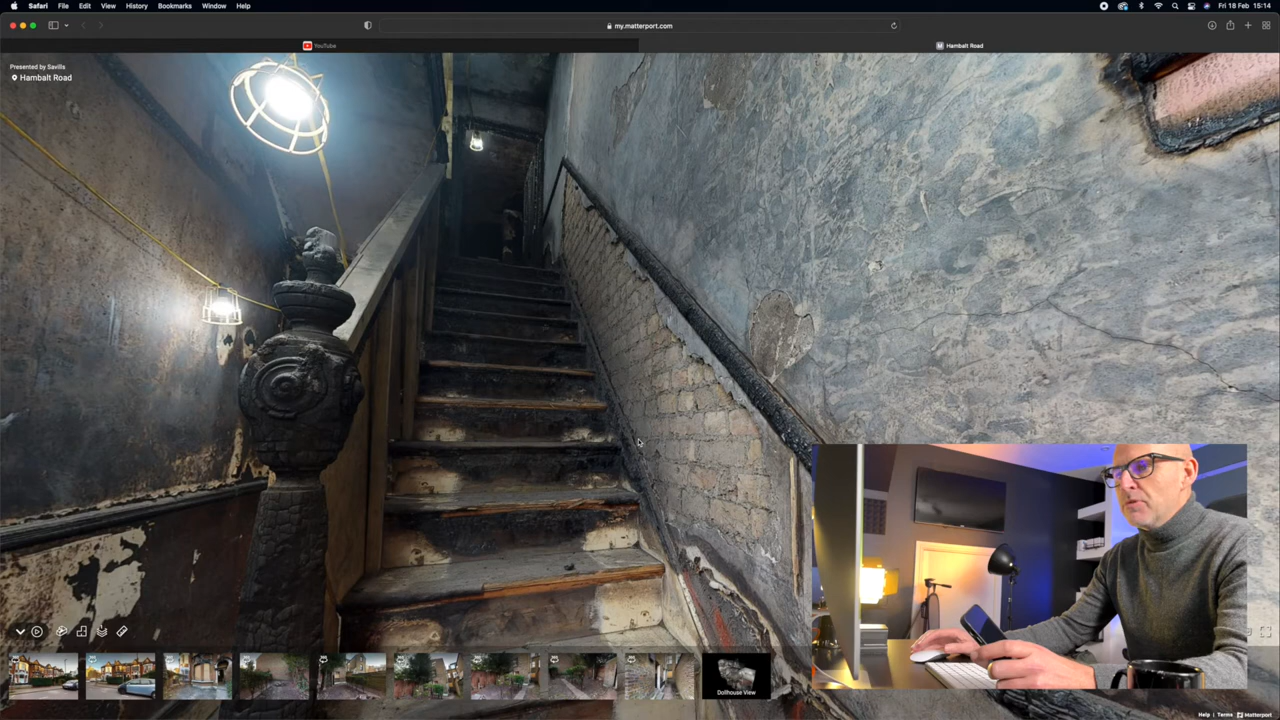 Safari File Edit View History Bookmarks Window Help
Fri 18 Feb 15:14
my.matterport.com
YouTube
Hambalt Road
Presented by Savills
Hambalt Road
Dollhouse View
Help | Terms Matterport